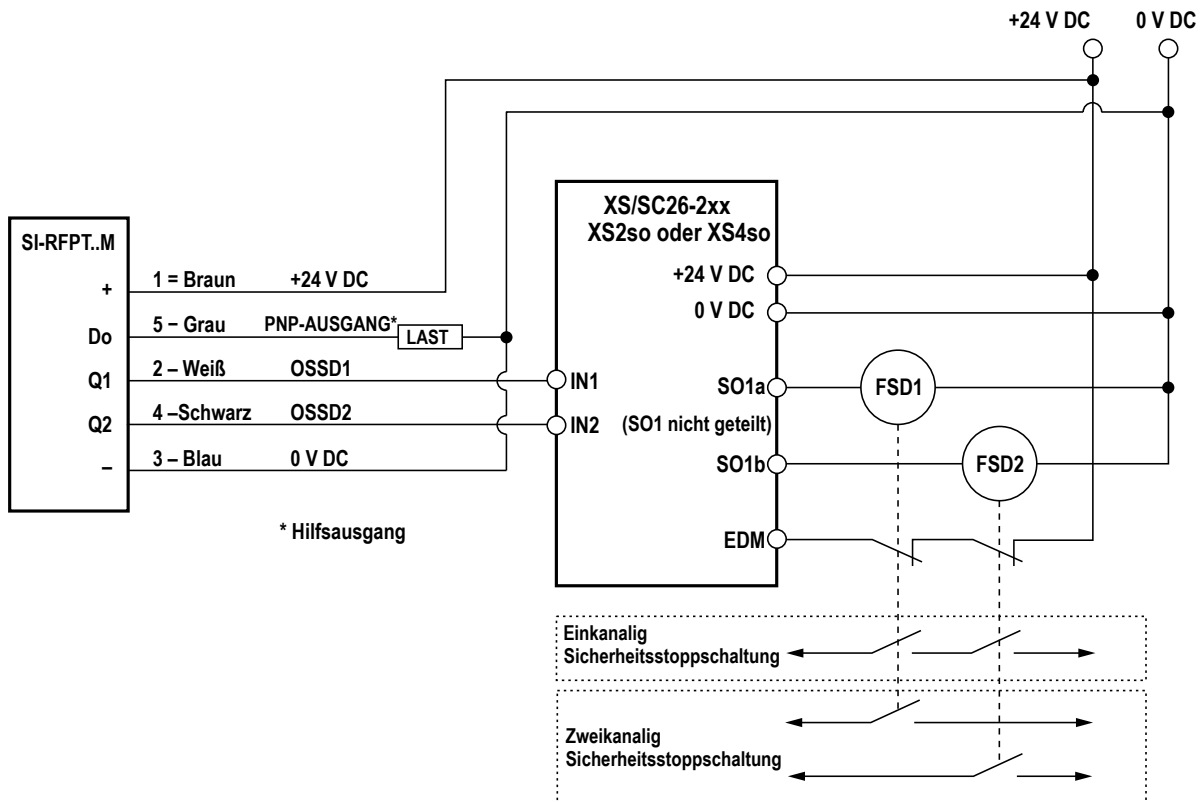 +24 V DC 0 V DC
XS/SC26-2xx
XS2so oder XS4so
SI-RFPT..M
+ 1 = Braun +24 V DC
Do 5 – Grau PNP-AUSGANG* LAST
Q1 2 – Weiß OSSD1
Q2 4 –Schwarz OSSD2
– 3 – Blau 0 V DC
* Hilfsausgang
+24 V DC
0 V DC
IN1 SO1a FSD1
IN2 (SO1 nicht geteilt)
SO1b FSD2
EDM
Einkanalig
Sicherheitsstoppschaltung
Zweikanalig
Sicherheitsstoppschaltung